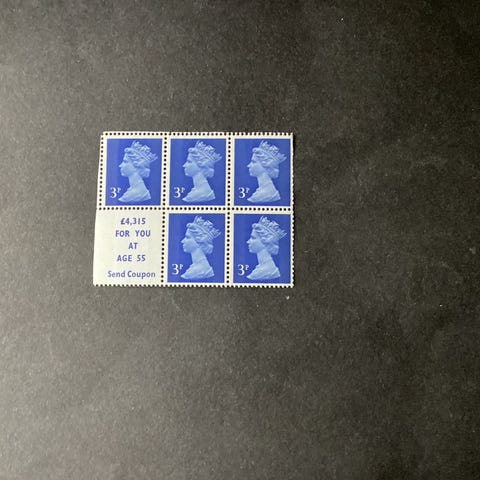 3P 3P 3P
£4,315
FOR YOU
AT
AGE 55
Send Coupon
3P 3P